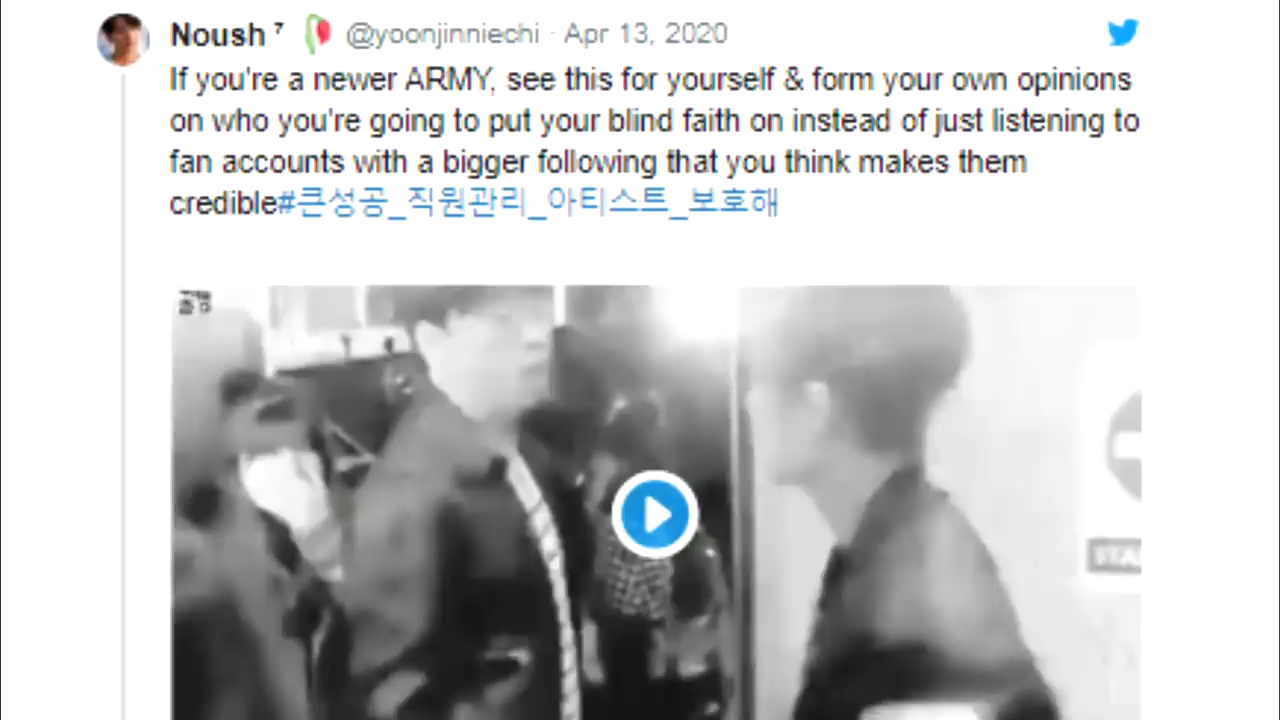 Noush ⁷ 🥀 @yoonjinniechi · Apr 13, 2020
If you're a newer ARMY, see this for yourself & form your own opinions
on who you're going to put your blind faith on instead of just listening to
fan accounts with a bigger following that you think makes them
credible#큰성공_직원관리_아티스트_보호해
STA